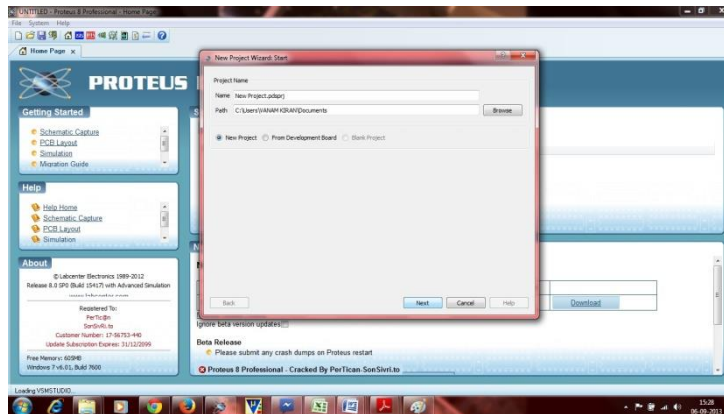 UNTITLED - Proteus 8 Professional - Home Page
File System Help
Home Page x
PROTEUS
Getting Started
Schematic Capture
PCB Layout
Simulation
Migration Guide
Help
Help Home
Schematic Capture
PCB Layout
Simulation
About
© Labcenter Electronics 1989-2012
Release 8.0 SP0 (Build 15417) with Advanced Simulation
www.labcenter.com
Registered To:
PerTic@n
SonSivRi.to
Customer Number: 17-56753-440
Update Subscription Expires: 31/12/2099
Free Memory: 605MB
Windows 7 v6.01, Build 7600
New Project Wizard: Start
Project Name
Name New Project.pdsprj
Path C:\Users\VANAM KIRAN\Documents
Browse
New Project From Development Board Blank Project
Back Next Cancel Help
Download
Ignore beta version updates
Beta Release
Please submit any crash dumps on Proteus restart
Proteus 8 Professional - Cracked By PerTican-SonSivri.to
Loading VSMSTUDIO...
15:28